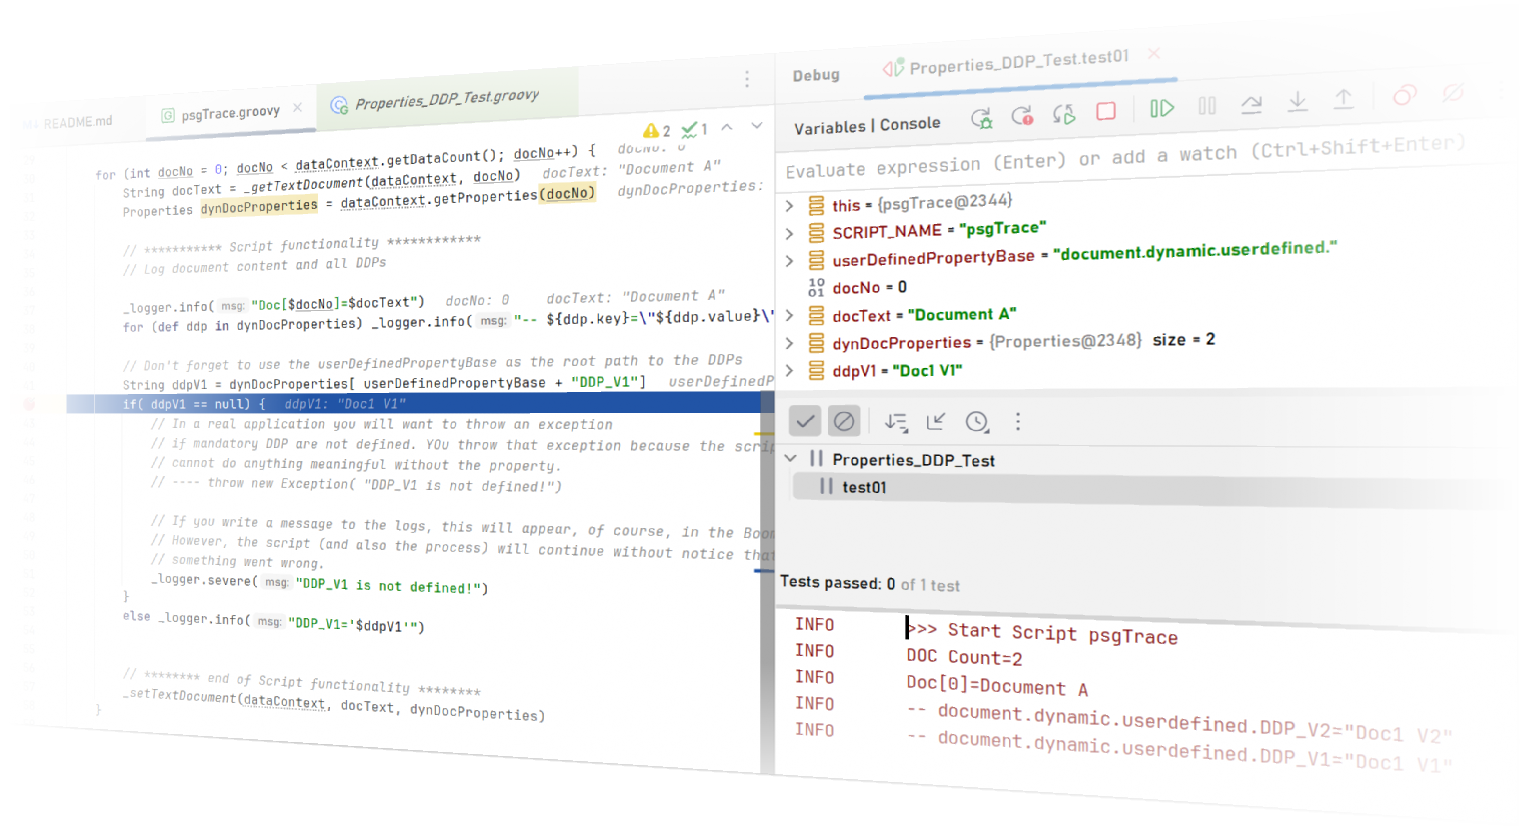 README.md
psgTrace.groovy
Properties_DDP_Test.groovy
2 1
for (int docNo = 0; docNo < dataContext.getDataCount(); docNo++) { docNo: 0
String docText = _getTextDocument(dataContext, docNo) docText: "Document A"
Properties dynDocProperties = dataContext.getProperties(docNo) dynDocProperties:
// *********** Script functionality ************
// Log document content and all DDPs
_logger.info( msg: "Doc[$docNo]=$docText") docNo: 0 docText: "Document A"
for (def ddp in dynDocProperties) _logger.info( msg: "-- ${ddp.key}=\"${ddp.value}\"
// Don't forget to use the userDefinedPropertyBase as the root path to the DDPs
String ddpV1 = dynDocProperties[ userDefinedPropertyBase + "DDP_V1"] userDefinedP
if( ddpV1 == null) { ddpV1: "Doc1 V1"
// In a real application you will want to throw an exception
// if mandatory DDP are not defined. YOu throw that exception because the scri
// cannot do anything meaningful without the property.
// ---- throw new Exception( "DDP_V1 is not defined!")
// If you write a message to the logs, this will appear, of course, in the Boom
// However, the script (and also the process) will continue without notice that
// something went wrong.
_logger.severe( msg: "DDP_V1 is not defined!")
}
else _logger.info( msg: "DDP_V1='$ddpV1'")
// ******** end of Script functionality ********
_setTextDocument(dataContext, docText, dynDocProperties)
}
Debug
Properties_DDP_Test.test01
Variables | Console
Evaluate expression (Enter) or add a watch (Ctrl+Shift+Enter)
this = {psgTrace@2344}
SCRIPT_NAME = "psgTrace"
userDefinedPropertyBase = "document.dynamic.userdefined."
docNo = 0
docText = "Document A"
dynDocProperties = {Properties@2348} size = 2
ddpV1 = "Doc1 V1"
Properties_DDP_Test
test01
Tests passed: 0 of 1 test
INFO >>> Start Script psgTrace
INFO DOC Count=2
INFO Doc[0]=Document A
INFO -- document.dynamic.userdefined.DDP_V2="Doc1 V2"
INFO -- document.dynamic.userdefined.DDP_V1="Doc1 V1"